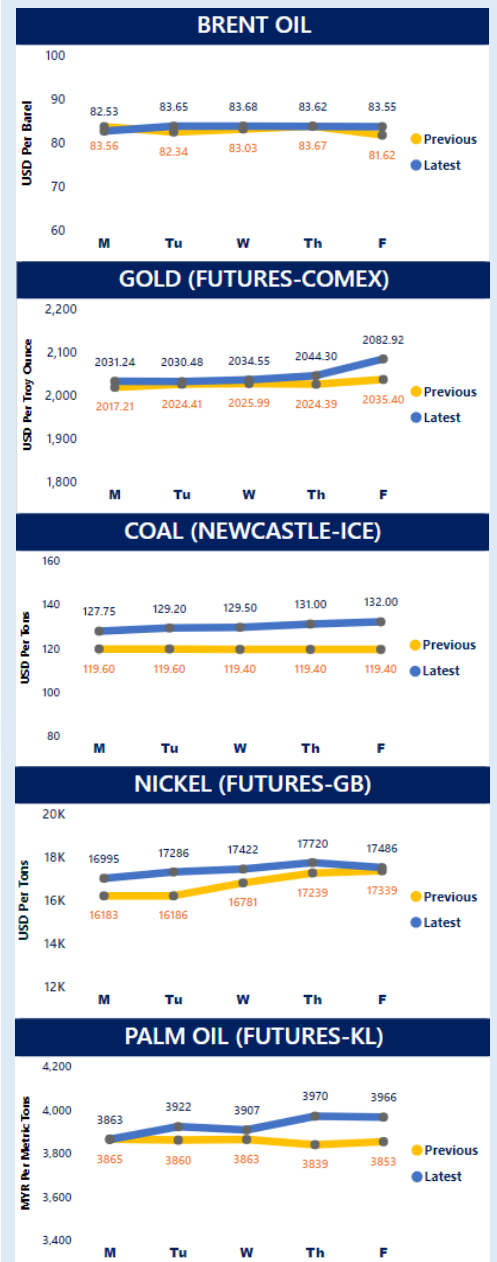 BRENT OIL
100
90
80
70
60
USD Per Barel
82.53 83.65 83.68 83.62 83.55
83.56 82.34 83.03 83.67 81.62
Previous
Latest
M Tu W Th F
GOLD (FUTURES-COMEX)
2,200
2,100
2,000
1,900
1,800
USD Per Troy Ounce
2031.24 2030.48 2034.55 2044.30 2082.92
2017.21 2024.41 2025.99 2024.39 2035.40
Previous
Latest
M Tu W Th F
COAL (NEWCASTLE-ICE)
160
140
120
100
80
USD Per Tons
127.75 129.20 129.50 131.00 132.00
119.60 119.60 119.40 119.40 119.40
Previous
Latest
M Tu W Th F
NICKEL (FUTURES-GB)
20K
18K
16K
14K
12K
USD Per Tons
16995 17286 17422 17720 17486
16183 16186 16781 17239 17339
Previous
Latest
M Tu W Th F
PALM OIL (FUTURES-KL)
4,200
4,000
3,800
3,600
3,400
MYR Per Metric Tons
3863 3922 3907 3970 3966
3865 3860 3863 3839 3853
Previous
Latest
M Tu W Th F